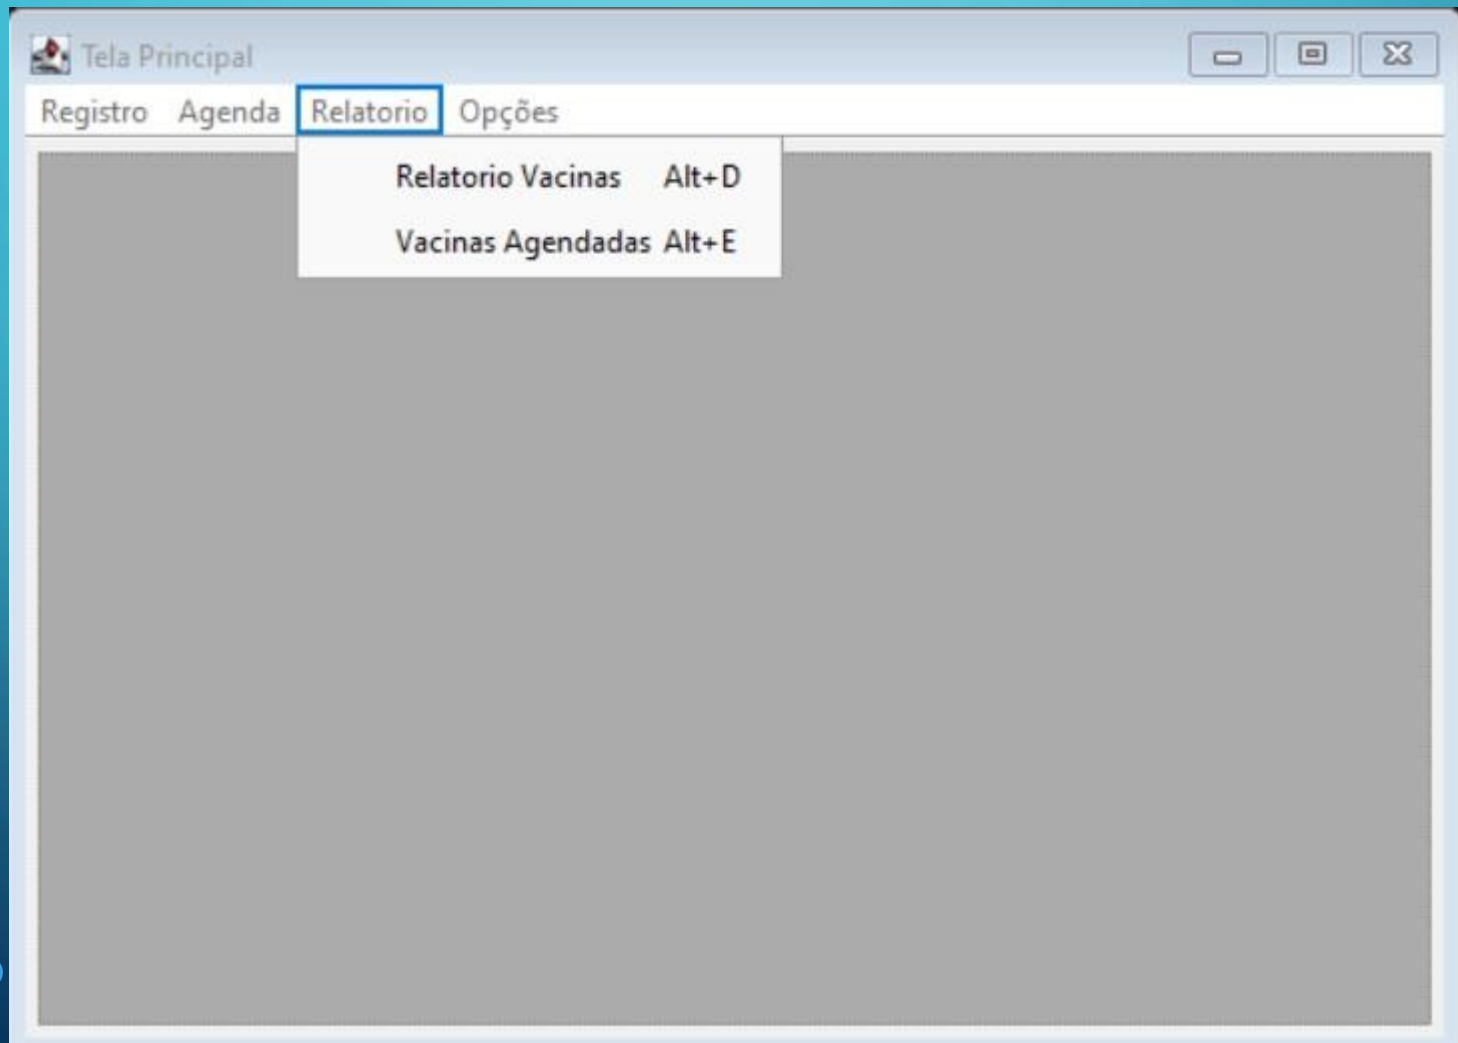 Tela Principal
Registro Agenda Relatorio Opções
Relatorio Vacinas Alt+D
Vacinas Agendadas Alt+E